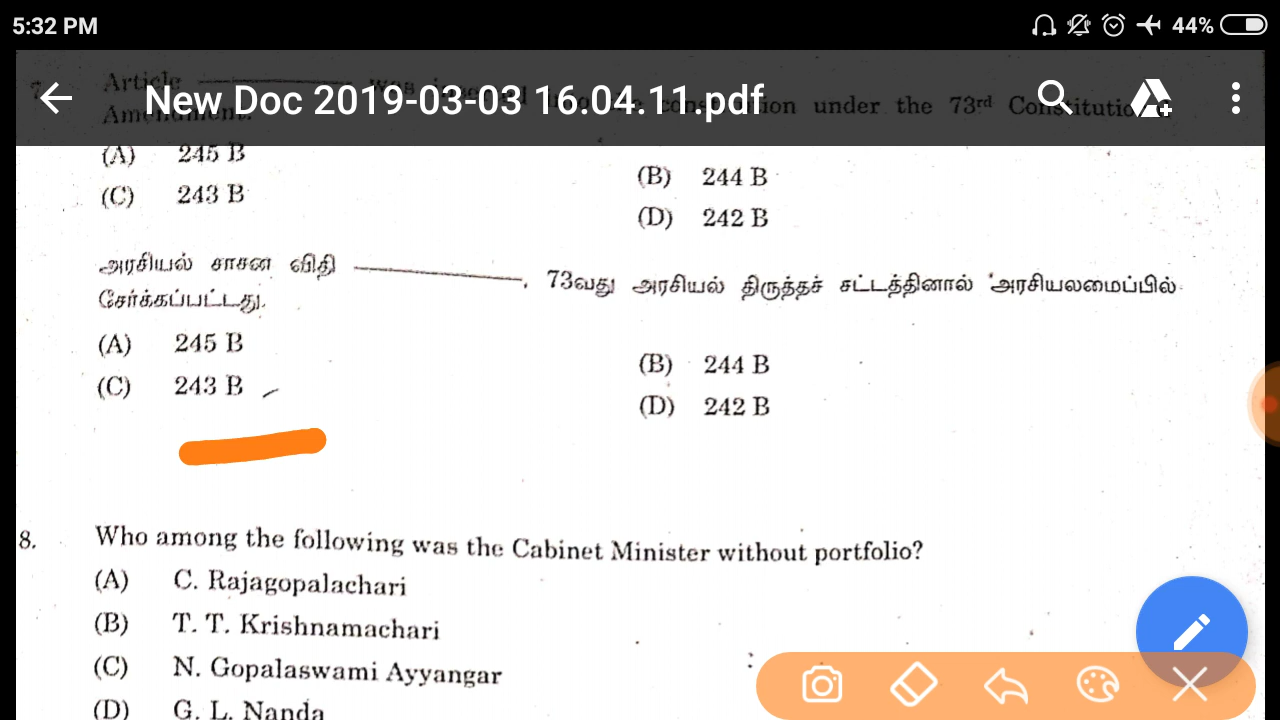 5:32 PM 44%
New Doc 2019-03-03 16.04.11.pdf
Article under the 73rd
(A) 245 B
(B) 244 B
(C) 243 B
(D) 242 B
அரசியல் சாசன விதி ————, 73வது அரசியல் திருத்தச் சட்டத்தினால் அரசியலமைப்பில்
சேர்க்கப்பட்டது.
(A) 245 B
(B) 244 B
(C) 243 B
(D) 242 B
8. Who among the following was the Cabinet Minister without portfolio?
(A) C. Rajagopalachari
(B) T. T. Krishnamachari
(C) N. Gopalaswami Ayyangar
(D) G. L. Nanda